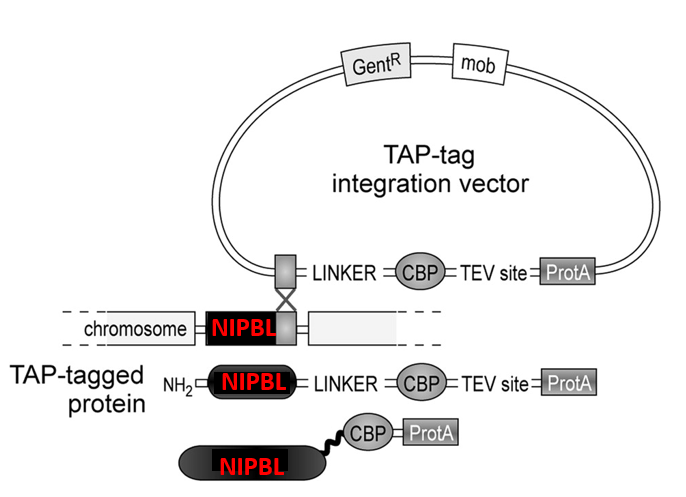 GentR
mob
TAP-tag
integration vector
LINKER
CBP
TEV site
ProtA
chromosome
NIPBL
TAP-tagged
protein
NH2
NIPBL
LINKER
CBP
TEV site
ProtA
CBP
ProtA
NIPBL